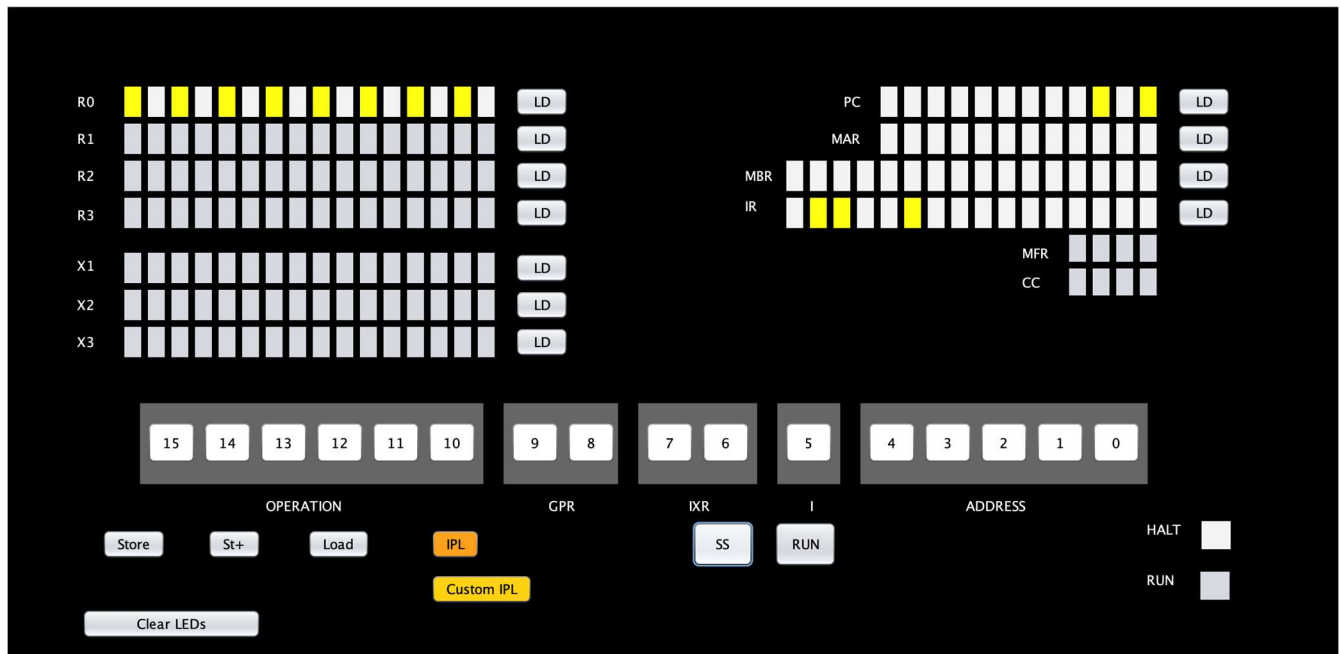 R0 LD PC LD
R1 LD MAR LD
R2 LD MBR LD
R3 LD IR LD
MFR
X1 LD CC
X2 LD
X3 LD
15 14 13 12 11 10 9 8 7 6 5 4 3 2 1 0
OPERATION GPR IXR I ADDRESS
Store St+ Load IPL SS RUN HALT
Custom IPL RUN
Clear LEDs